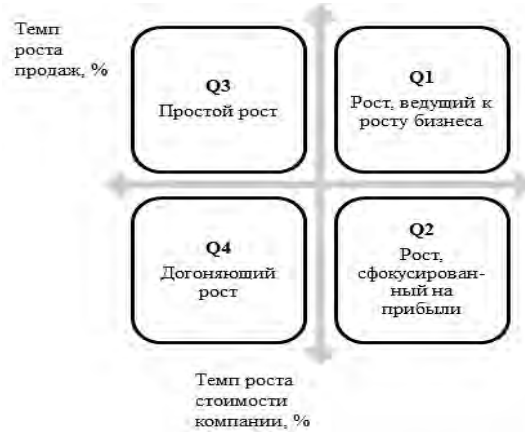 Темп
роста
продаж, %
Q3
Простой рост
Q1
Рост, ведущий к
росту бизнеса
Q4
Догоняющий
рост
Q2
Рост,
сфокусирован-
ный на
прибыли
Темп роста
стоимости
компании, %